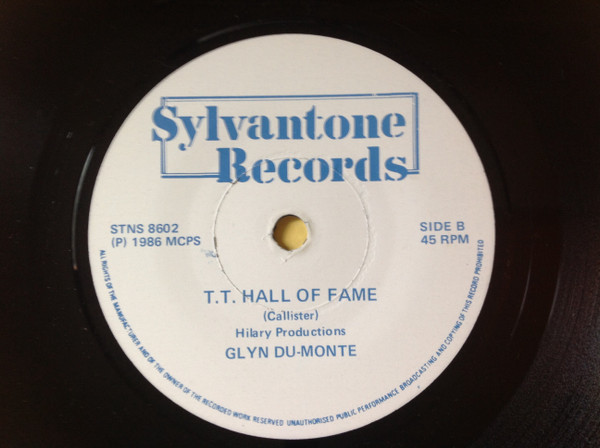 Sylvantone
Records
STNS 8602
(P) 1986 MCPS
SIDE B
45 RPM
T.T. HALL OF FAME
(Callister)
Hilary Productions
GLYN DU-MONTE
ALL RIGHTS OF THE MANUFACTURER AND OF THE OWNER OF THE RECORDED WORK RESERVED UNAUTHORISED PUBLIC PERFORMANCE BROADCASTING AND COPYING OF THIS RECORD PROHIBITED